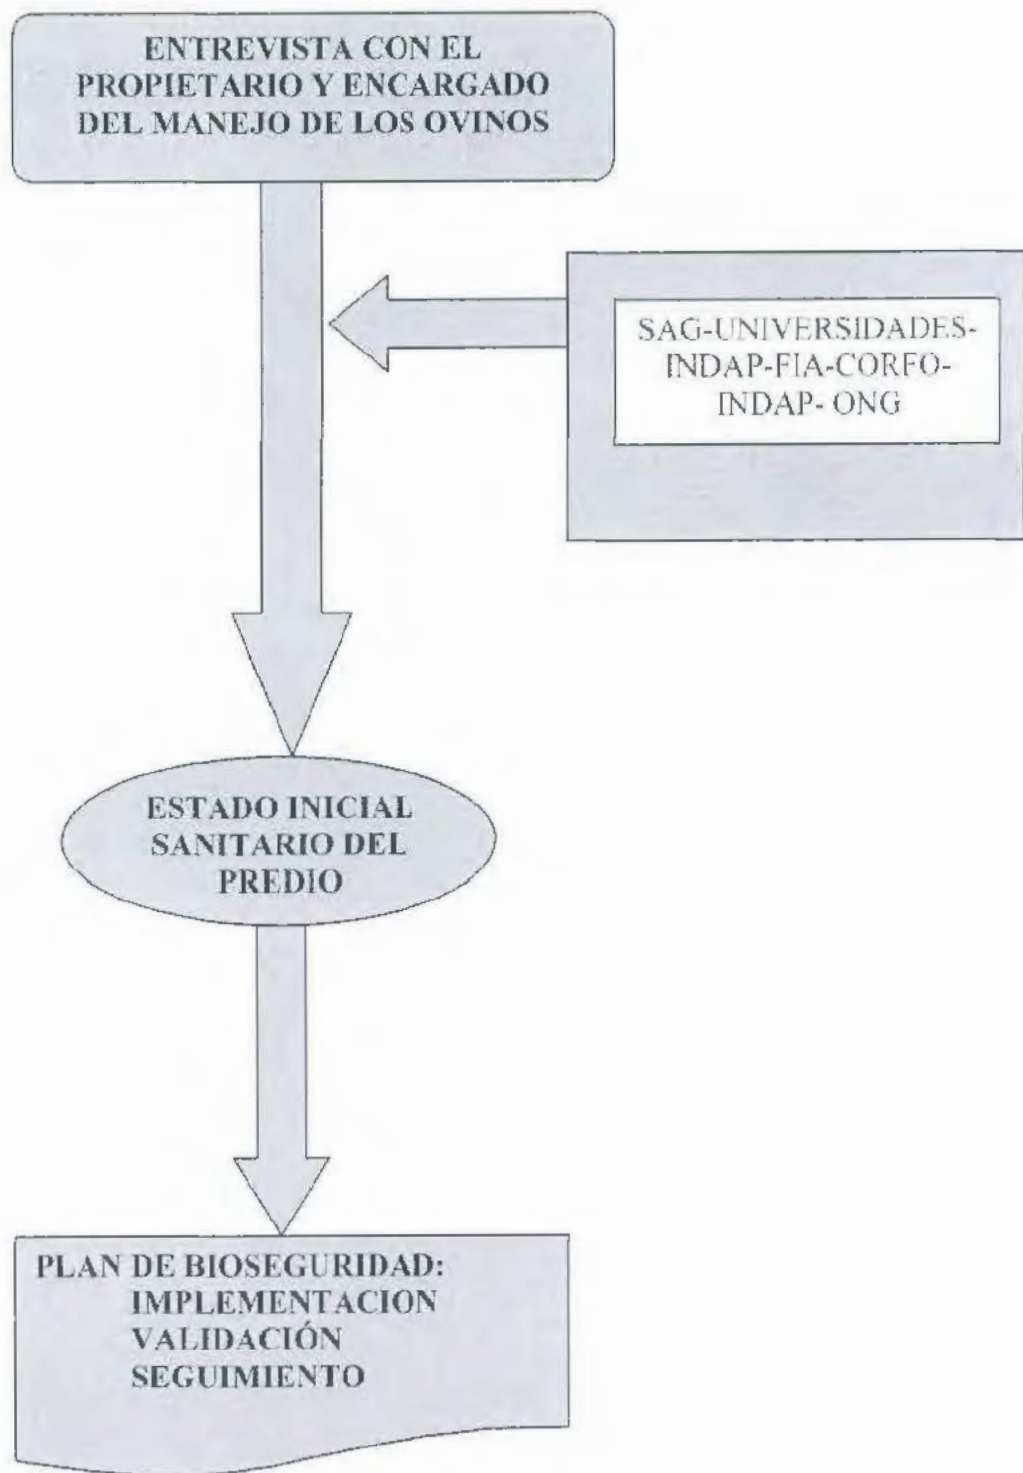 ENTREVISTA CON EL
PROPIETARIO Y ENCARGADO
DEL MANEJO DE LOS OVINOS
SAG-UNIVERSIDADES-
INDAP-FIA-CORFO-
INDAP- ONG
ESTADO INICIAL
SANITARIO DEL
PREDIO
PLAN DE BIOSEGURIDAD:
IMPLEMENTACION
VALIDACIÓN
SEGUIMIENTO